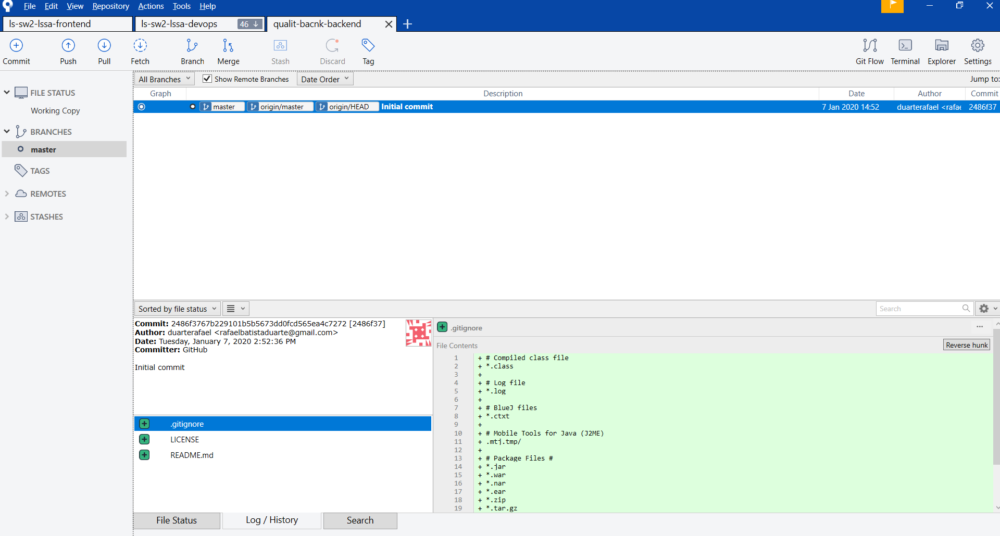 File Edit View Repository Actions Tools Help
ls-sw2-lssa-frontend ls-sw2-lssa-devops 46 ↓ qualit-bacnk-backend
Commit Push Pull Fetch Branch Merge Stash Discard Tag Git Flow Terminal Explorer Settings
All Branches Show Remote Branches Date Order Jump to:
FILE STATUS
Working Copy
BRANCHES
master
TAGS
REMOTES
STASHES
Graph Description Date Author Commit
master origin/master origin/HEAD Initial commit 7 Jan 2020 14:52 duarterafael <rafae 2486f37
Sorted by file status Search
Commit: 2486f3767b229101b5b5673dd0fcd565ea4c7272 [2486f37]
Author: duarterafael <rafaelbatistaduarte@gmail.com>
Date: Tuesday, January 7, 2020 2:52:36 PM
Committer: GitHub
Initial commit
.gitignore
LICENSE
README.md
.gitignore
File Contents Reverse hunk
1 + # Compiled class file
2 + *.class
3 +
4 + # Log file
5 + *.log
6 +
7 + # BlueJ files
8 + *.ctxt
9 +
10 + # Mobile Tools for Java (J2ME)
11 + .mtj.tmp/
12 +
13 + # Package Files #
14 + *.jar
15 + *.war
16 + *.nar
17 + *.ear
18 + *.zip
19 + *.tar.gz
File Status Log / History Search